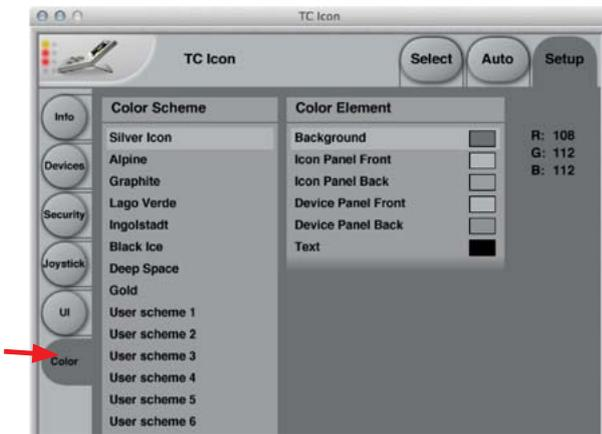 TC Icon
TC Icon
Select
Auto
Setup
Info
Devices
Security
Joystick
UI
Color
Color Scheme
Silver Icon
Alpine
Graphite
Lago Verde
Ingolstadt
Black Ice
Deep Space
Gold
User scheme 1
User scheme 2
User scheme 3
User scheme 4
User scheme 5
User scheme 6
Color Element
Background
Icon Panel Front
Icon Panel Back
Device Panel Front
Device Panel Back
Text
R: 108
G: 112
B: 112